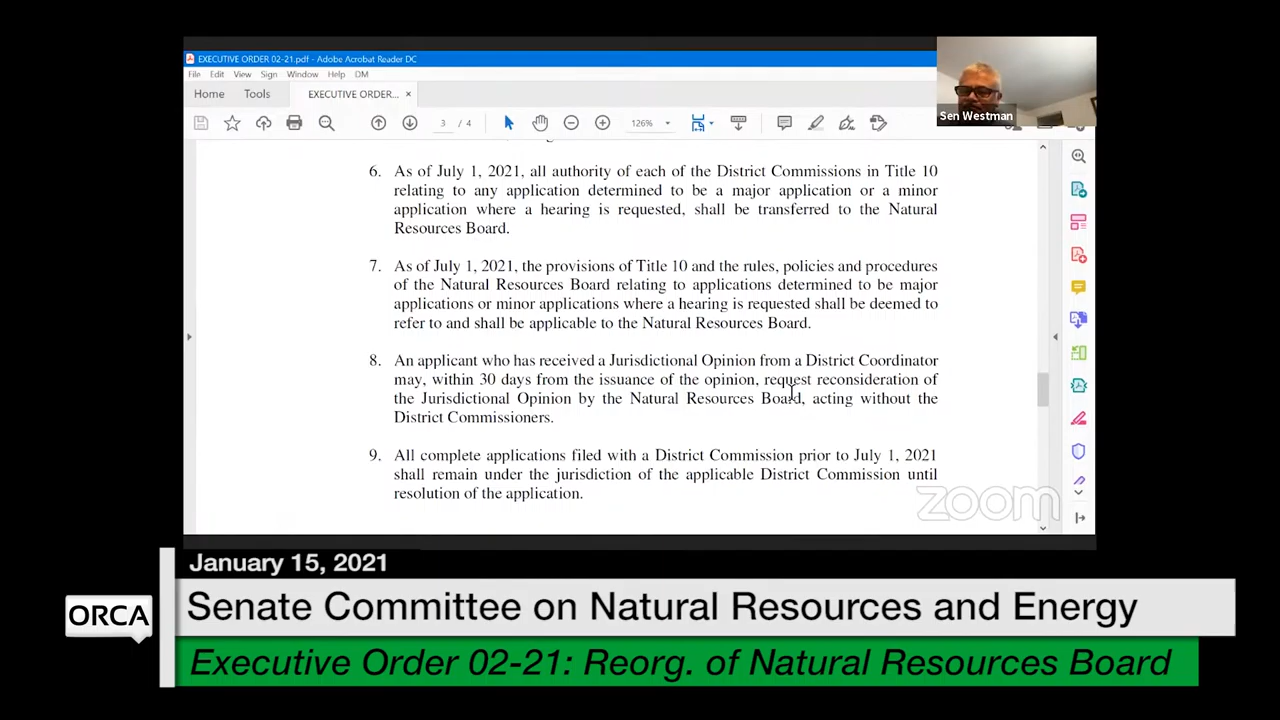 EXECUTIVE ORDER 02-21.pdf - Adobe Acrobat Reader DC
File Edit View Sign Window Help DM
Home Tools EXECUTIVE ORDER... ×
3 / 4 126%
Sen Westman
6. As of July 1, 2021, all authority of each of the District Commissions in Title 10
relating to any application determined to be a major application or a minor
application where a hearing is requested, shall be transferred to the Natural
Resources Board.
7. As of July 1, 2021, the provisions of Title 10 and the rules, policies and procedures
of the Natural Resources Board relating to applications determined to be major
applications or minor applications where a hearing is requested shall be deemed to
refer to and shall be applicable to the Natural Resources Board.
8. An applicant who has received a Jurisdictional Opinion from a District Coordinator
may, within 30 days from the issuance of the opinion, request reconsideration of
the Jurisdictional Opinion by the Natural Resources Board, acting without the
District Commissioners.
9. All complete applications filed with a District Commission prior to July 1, 2021
shall remain under the jurisdiction of the applicable District Commission until
resolution of the application.
zoom
January 15, 2021
ORCA
Senate Committee on Natural Resources and Energy
Executive Order 02-21: Reorg. of Natural Resources Board